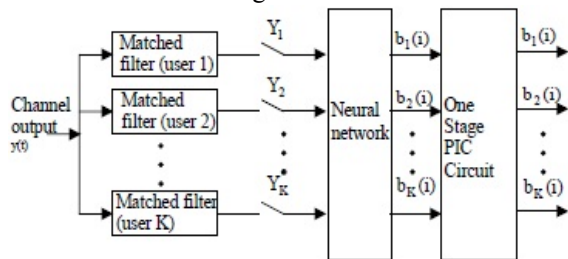 Channel
output
y(t)
Matched
filter (user 1)
Matched
filter (user 2)
Matched filter
(user K)
Y1
Y2
YK
Neural
network
b1(i)
b2(i)
bK(i)
One
Stage
PIC
Circuit
b1(i)
b2(i)
bK(i)